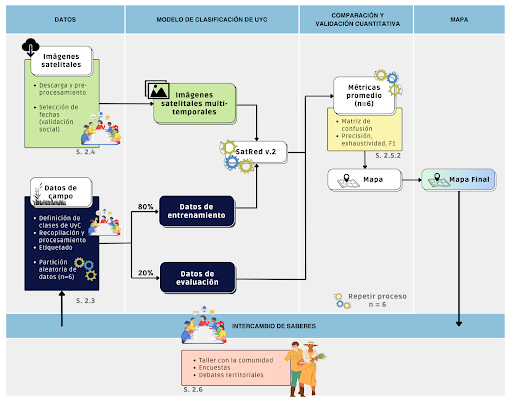 DATOS
MODELO DE CLASIFICACIÓN DE UYC
COMPARACIÓN Y
VALIDACIÓN CUANTITATIVA
MAPA
Imágenes
satelitales
• Descarga y pre-
procesamiento
• Selección de
fechas
(validación
social)
S. 2.4
Imágenes
satelitales multi-
temporales
SatRed v.2
Métricas
promedio
(n=6)
• Matriz de
confusión
• Precisión,
exhaustividad, F1
S. 2.5.2
Mapa
Mapa Final
Datos de
Campo
• Definición de
clases de UyC
• Recopilación y
procesamiento
• Etiquetado
• Partición
aleatoria de
datos (n=6)
S. 2.3
80%
Datos de
entrenamiento
20%
Datos de
evaluación
Repetir proceso
n = 6
INTERCAMBIO DE SABERES
• Taller con la comunidad
• Encuestas
• Debates territoriales
S. 2.6